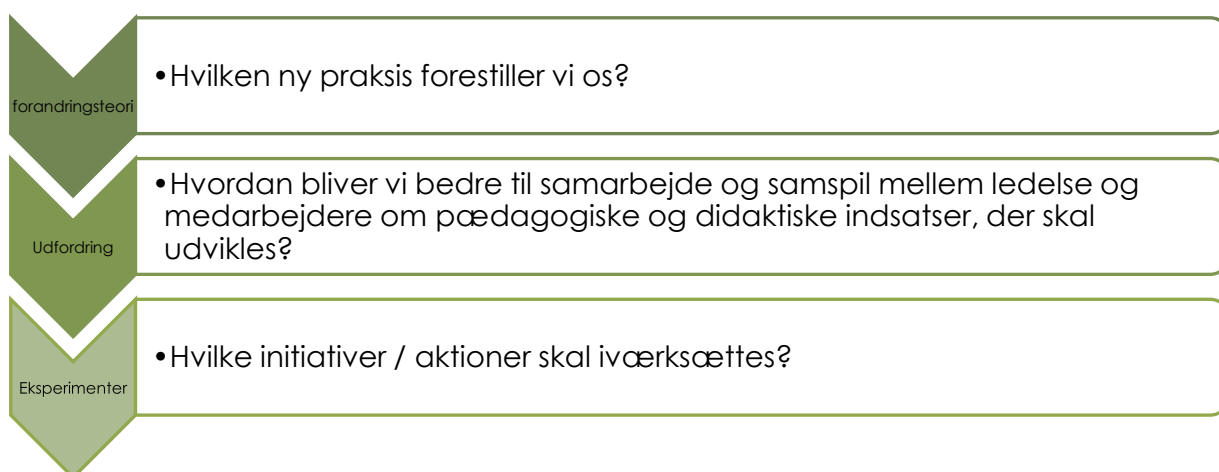 forandringsteori
•Hvilken ny praksis forestiller vi os?
Udfordring
•Hvordan bliver vi bedre til samarbejde og samspil mellem ledelse og
medarbejdere om pædagogiske og didaktiske indsatser, der skal
udvikles?
Eksperimenter
•Hvilke initiativer / aktioner skal iværksættes?